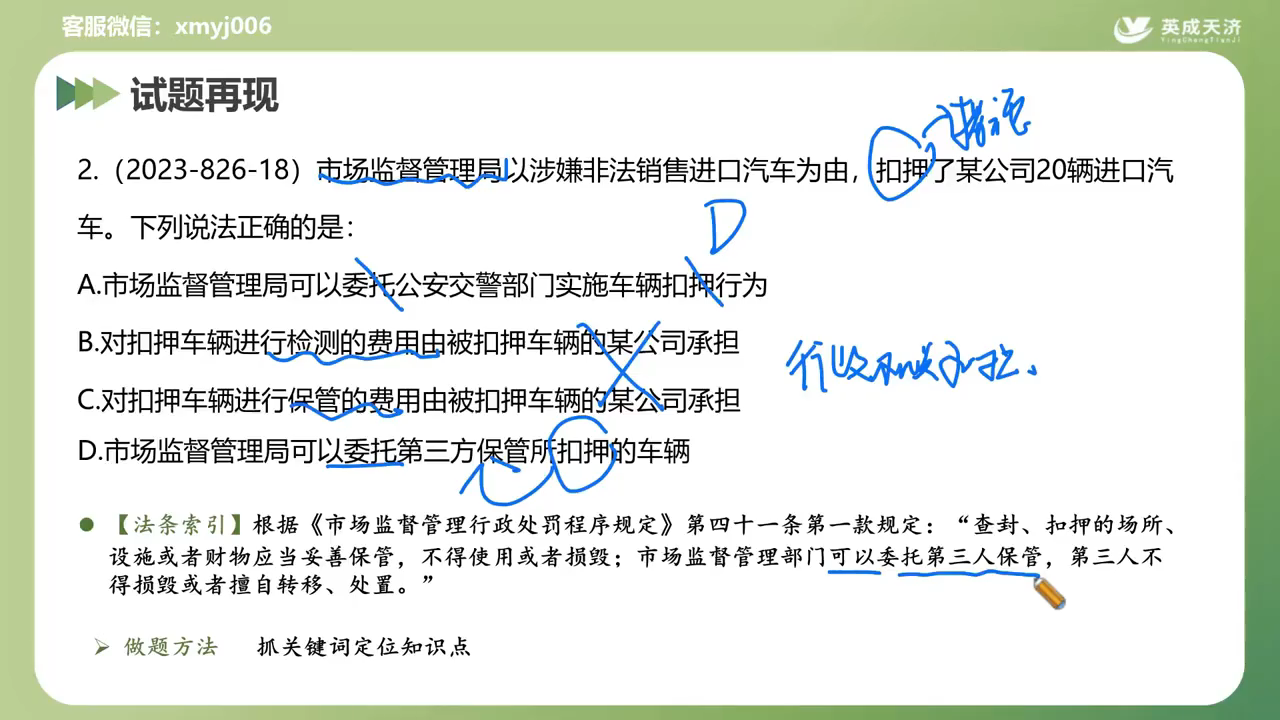 客服微信：xmyj006
英成天济
YingChengTianJi
试题再现
措施
2.（2023-826-18）市场监督管理局以涉嫌非法销售进口汽车为由，扣押了某公司20辆进口汽
车。下列说法正确的是：
D
A.市场监督管理局可以委托公安交警部门实施车辆扣押行为
B.对扣押车辆进行检测的费用由被扣押车辆的某公司承担
C.对扣押车辆进行保管的费用由被扣押车辆的某公司承担
D.市场监督管理局可以委托第三方保管所扣押的车辆
【法条索引】根据《市场监督管理行政处罚程序规定》第四十一条第一款规定：“查封、扣押的场所、
设施或者财物应当妥善保管，不得使用或者损毁；市场监督管理部门可以委托第三人保管，第三人不
得损毁或者擅自转移、处置。”
做题方法 抓关键词定位知识点